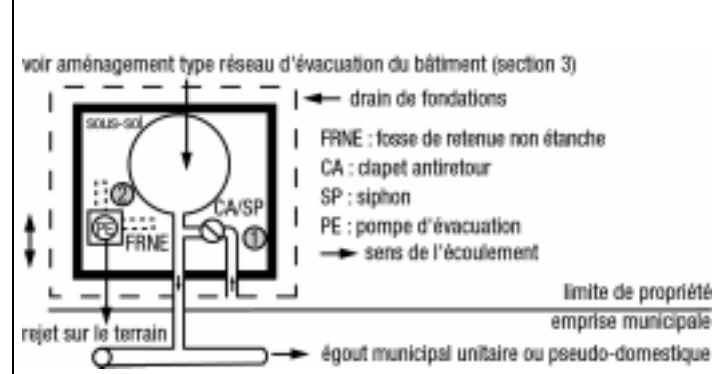 voir aménagement type réseau d'évacuation du bâtiment (section 3)
drain de fondations
sous-sol
FRNE : fosse de retenue non étanche
CA : clapet antiretour
SP : siphon
PE : pompe d'évacuation
sens de l'écoulement
2
CA/SP
PE
FRNE
1
limite de propriété
emprise municipale
rejet sur le terrain
égout municipal unitaire ou pseudo-domestique